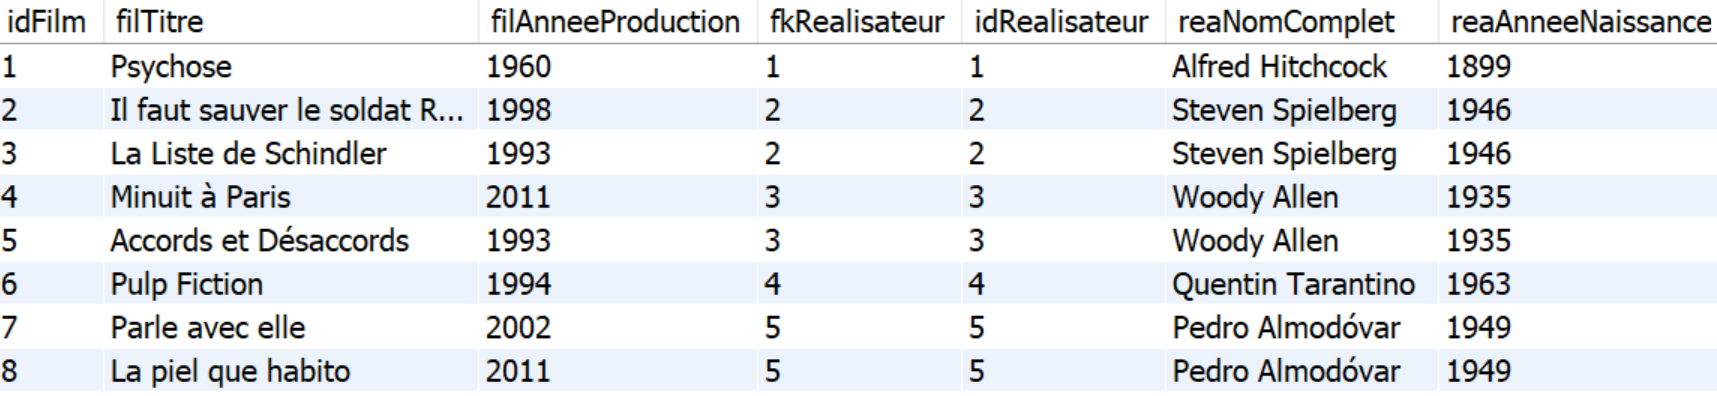 idFilm filTitre filAnneeProduction fkRealisateur idRealisateur reaNomComplet reaAnneeNaissance
1 Psychose 1960 1 1 Alfred Hitchcock 1899
2 Il faut sauver le soldat R... 1998 2 2 Steven Spielberg 1946
3 La Liste de Schindler 1993 2 2 Steven Spielberg 1946
4 Minuit à Paris 2011 3 3 Woody Allen 1935
5 Accords et Désaccords 1993 3 3 Woody Allen 1935
6 Pulp Fiction 1994 4 4 Quentin Tarantino 1963
7 Parle avec elle 2002 5 5 Pedro Almodóvar 1949
8 La piel que habito 2011 5 5 Pedro Almodóvar 1949